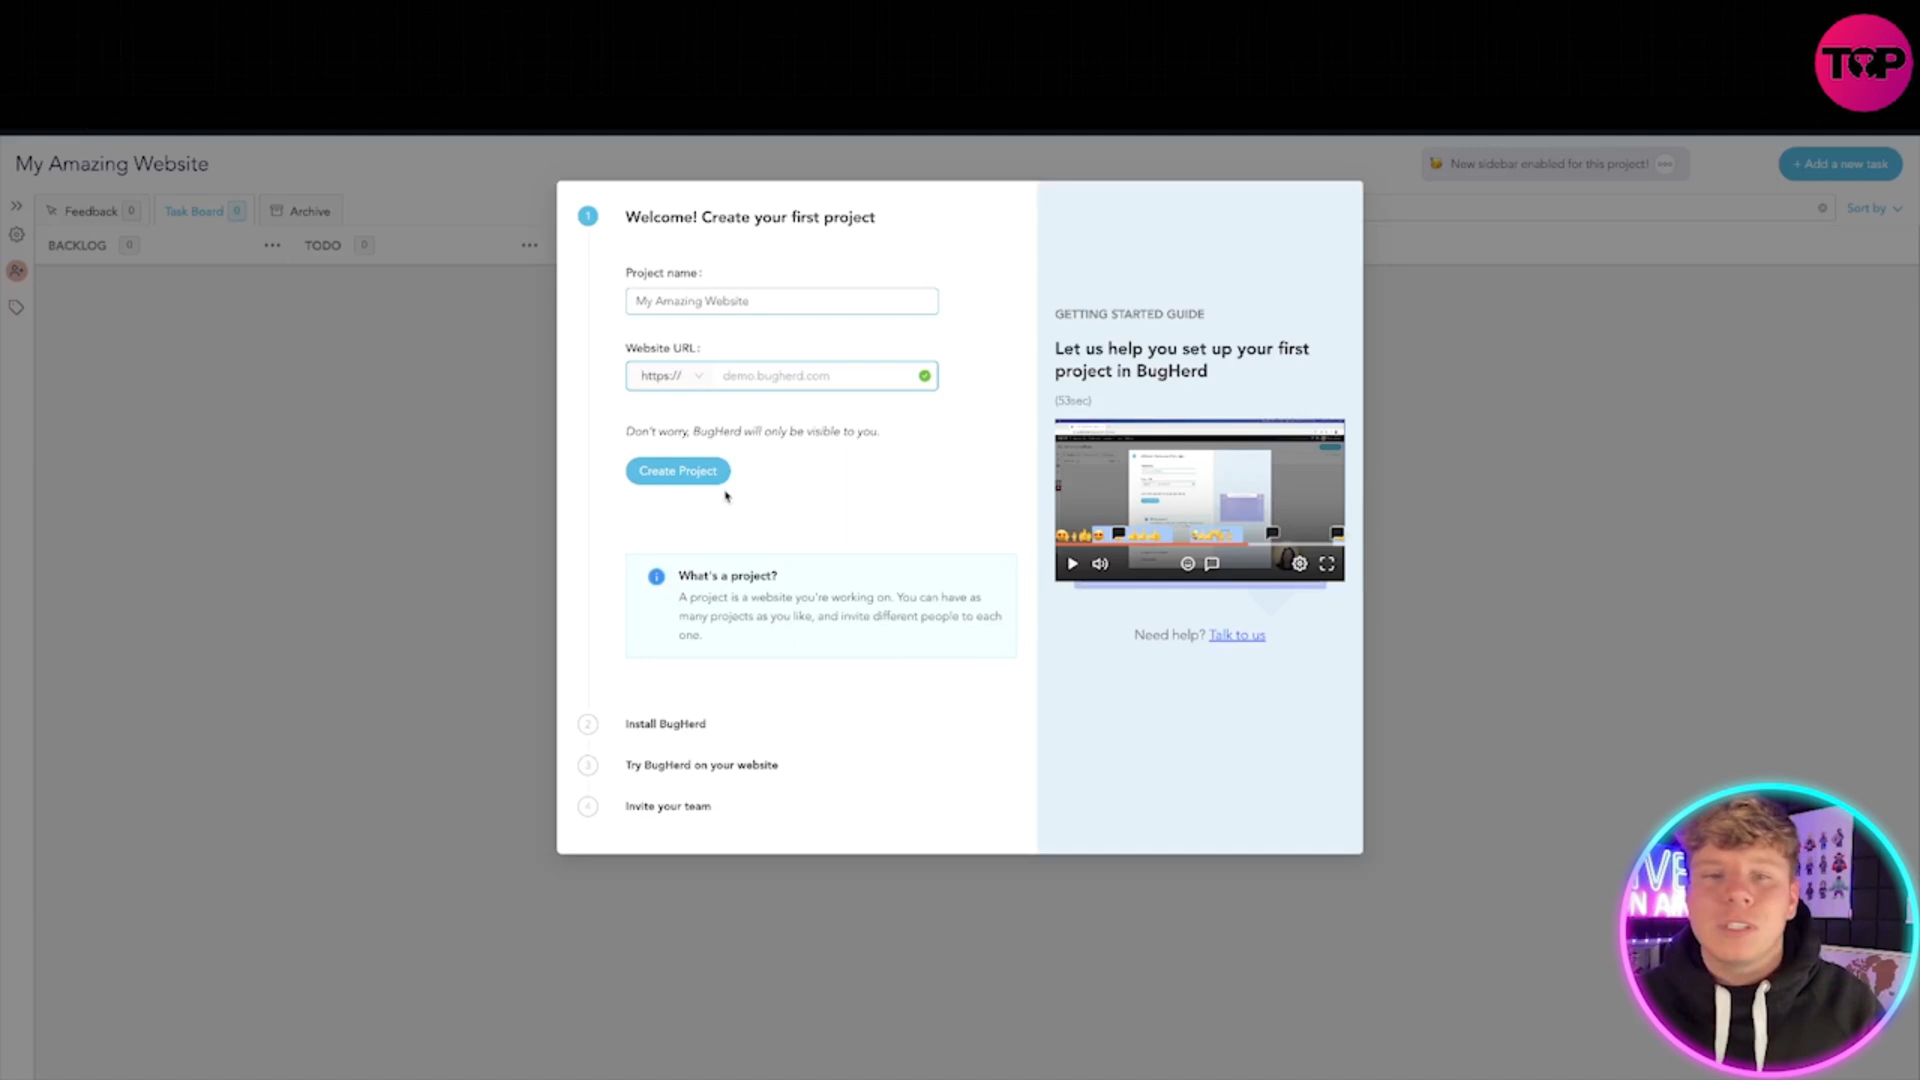 TOP
My Amazing Website
New sidebar enabled for this project!
+ Add a new task
Feedback 0
Task Board 0
Archive
Sort by
BACKLOG 0
TODO 0
1
Welcome! Create your first project
Project name:
My Amazing Website
Website URL:
https://
demo.bugherd.com
Don't worry, BugHerd will only be visible to you.
Create Project
What's a project?
A project is a website you're working on. You can have as
many projects as you like, and invite different people to each
one.
2
Install BugHerd
3
Try BugHerd on your website
4
Invite your team
GETTING STARTED GUIDE
Let us help you set up your first
project in BugHerd
(53sec)
Need help? Talk to us